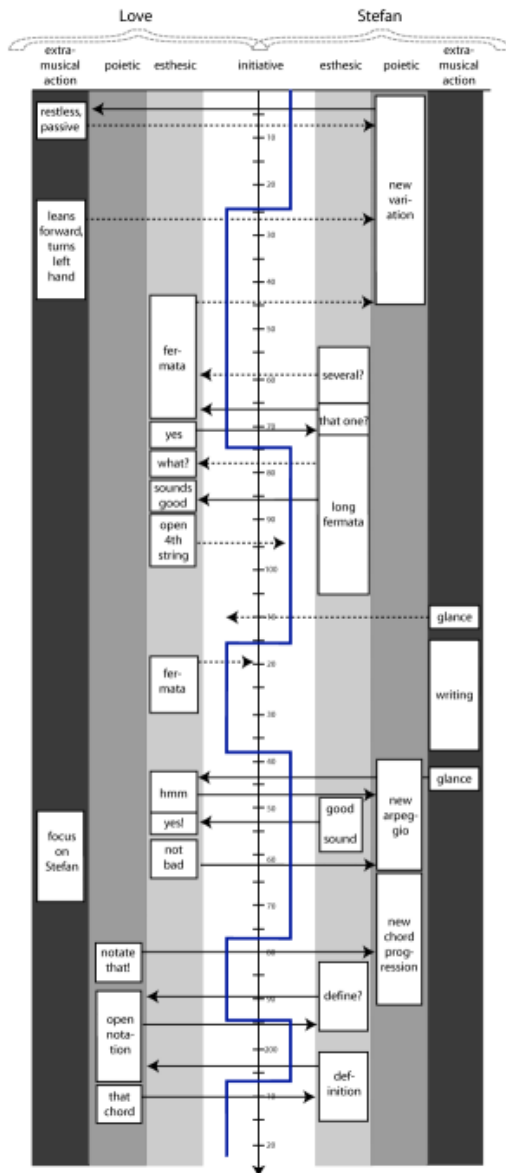 Love Stefan
extra-
musical
action
poietic
esthesic
initiative
esthesic
poietic
extra-
musical
action
restless,
passive
10
new
vari-
ation
20
leans
forward,
turns
left
hand
30
40
fer-
mata
50
several?
60
that one?
yes
70
what?
80
sounds
good
long
fermata
90
open
4th
string
100
glance
10
writing
20
fer-
mata
30
40
glance
hmm
new
arpeg-
gio
good
sound
50
yes!
focus
on
Stefan
not
bad
60
70
new
chord
prog-
ression
notate
that!
80
define?
90
open
nota-
tion
200
def-
inition
that
chord
10
20